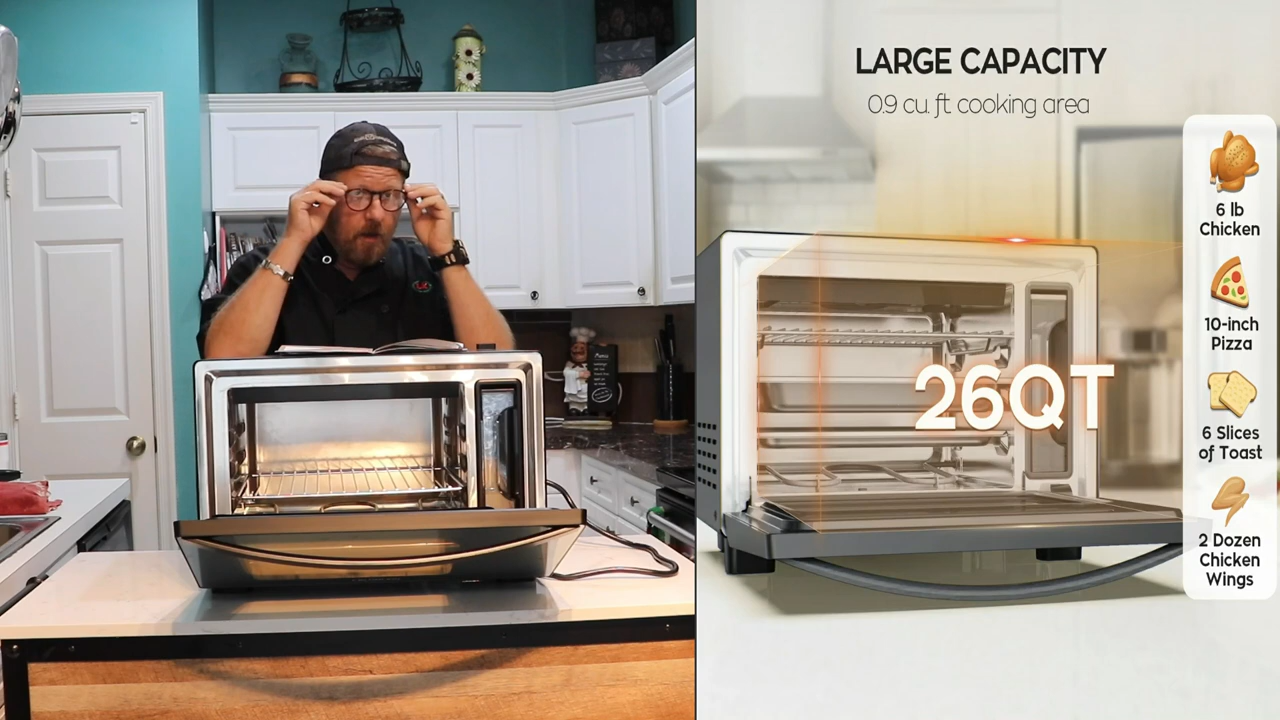 LARGE CAPACITY
0.9 cu. ft cooking area
26QT
6 lb
Chicken
10-inch
Pizza
6 Slices
of Toast
2 Dozen
Chicken
Wings